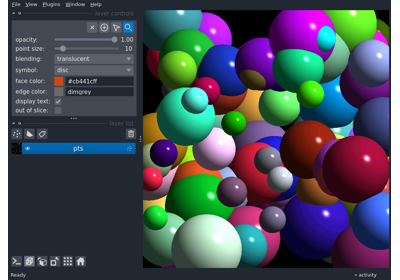 File View Plugins Window Help
layer controls
opacity: 1.00
point size: 10
blending: translucent
symbol: disc
face color: #cb441cff
edge color: dimgrey
display text:
out of slice:
layer list
pts
Ready activity